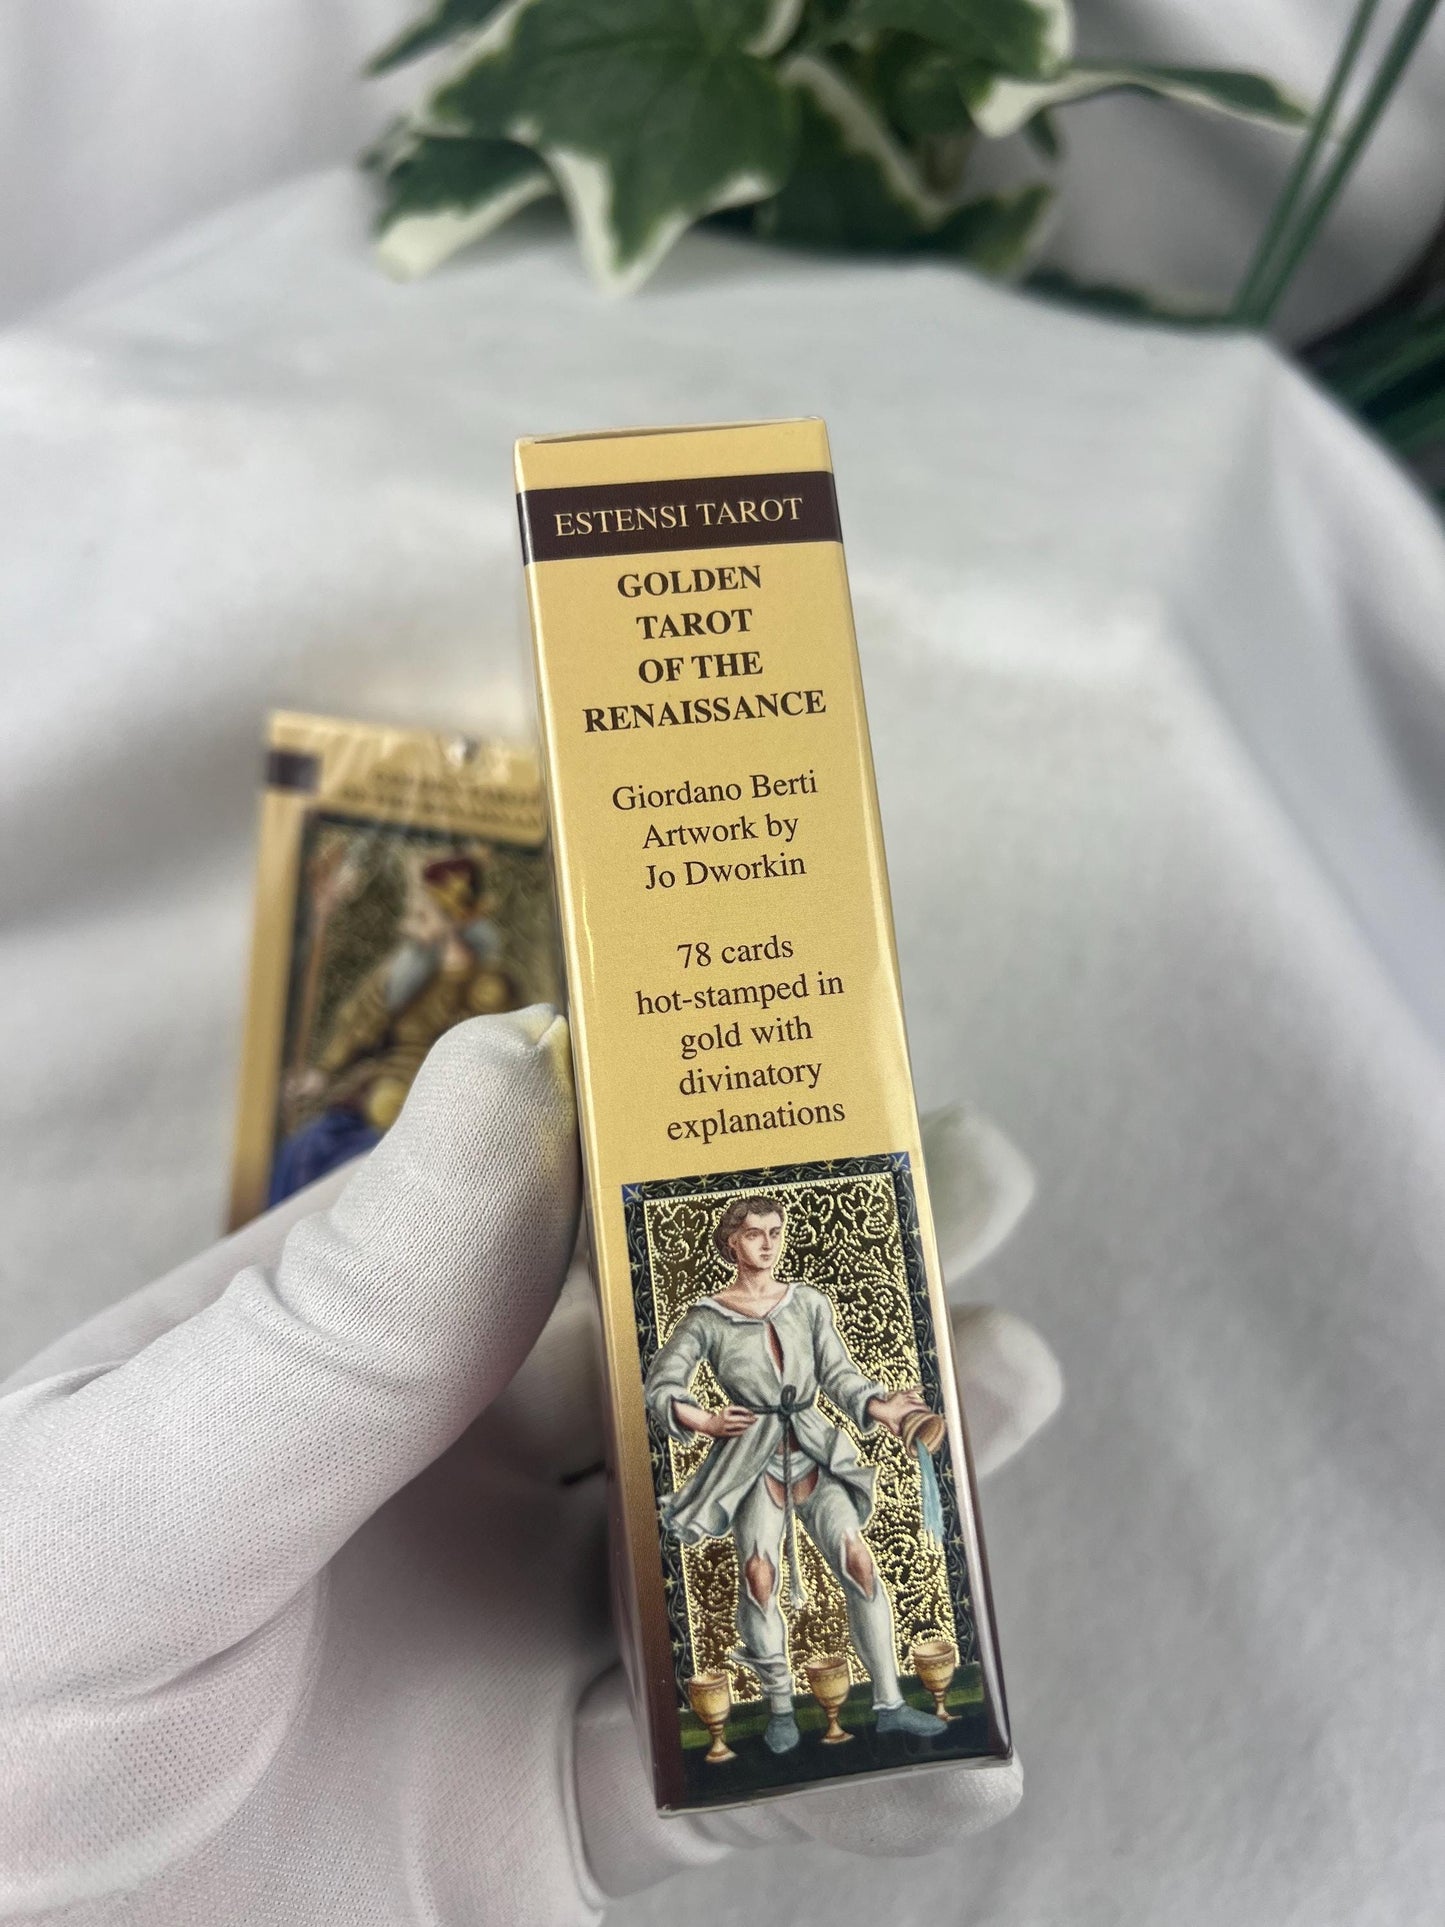 ESTENSI TAROT
GOLDEN
TAROT
OF THE
RENAISSANCE
Giordano Berti
Artwork by
Jo Dworkin
78 cards
hot-stamped in
gold with
divinatory
explanations